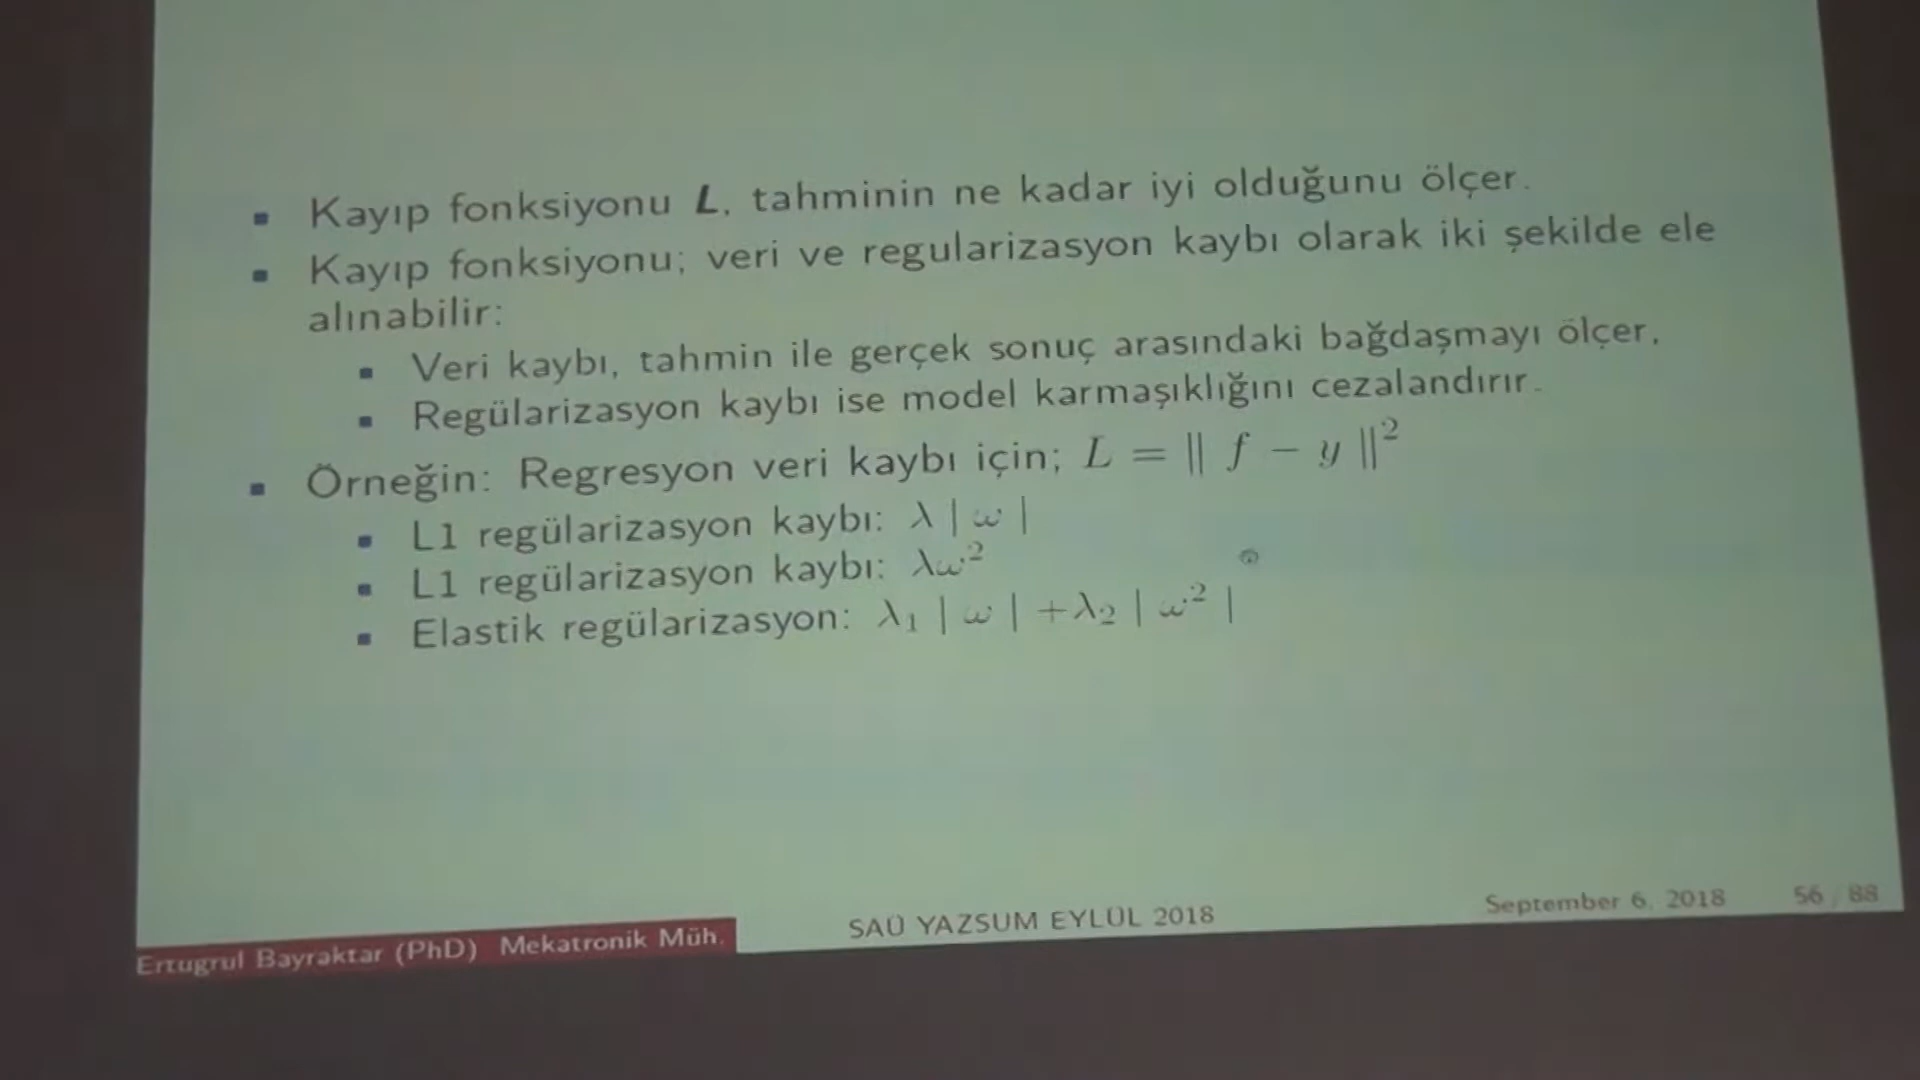 Kayıp fonksiyonu L, tahminin ne kadar iyi olduğunu ölçer.
Kayıp fonksiyonu; veri ve regularizasyon kaybı olarak iki şekilde ele
alınabilir:
Veri kaybı, tahmin ile gerçek sonuç arasındaki bağdaşmayı ölçer,
Regülarizasyon kaybı ise model karmaşıklığını cezalandırır.
Örneğin: Regresyon veri kaybı için; L = || f − y ||²
L1 regülarizasyon kaybı: λ | ω |
L1 regülarizasyon kaybı: λω²
Elastik regülarizasyon: λ₁ | ω | +λ₂ | ω² |
Ertugrul Bayraktar (PhD) Mekatronik Müh.
SAÜ YAZSUM EYLÜL 2018
September 6, 2018
56 / 88